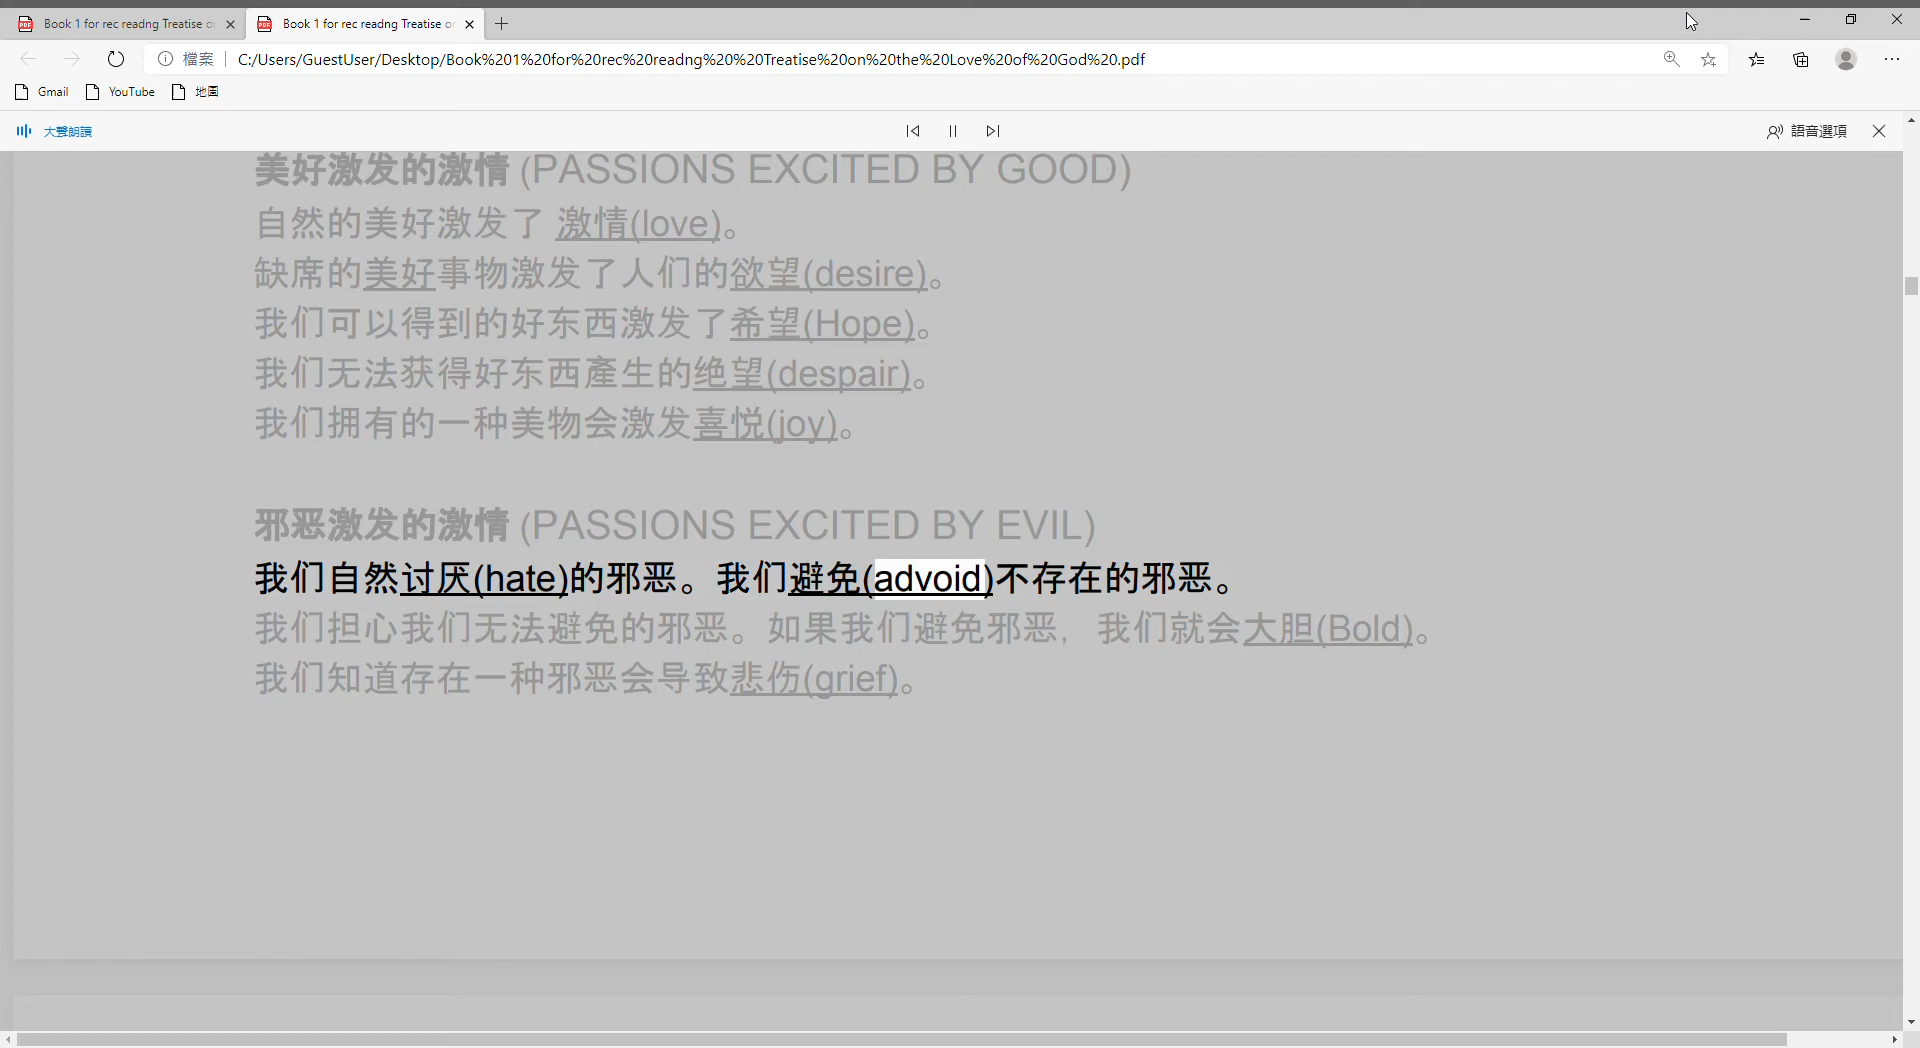 Book 1 for rec readng Treatise or
Book 1 for rec readng Treatise or
檔案 C:/Users/GuestUser/Desktop/Book%201%20for%20rec%20readng%20%20Treatise%20on%20the%20Love%20of%20God%20.pdf
Gmail YouTube 地圖
大聲朗讀 語音選項
美好激发的激情 (PASSIONS EXCITED BY GOOD)
自然的美好激发了 激情(love)。
缺席的美好事物激发了人们的欲望(desire)。
我们可以得到的好东西激发了希望(Hope)。
我们无法获得好东西產生的绝望(despair)。
我们拥有的一种美物会激发喜悦(joy)。
邪恶激发的激情 (PASSIONS EXCITED BY EVIL)
我们自然讨厌(hate)的邪恶。我们避免(advoid)不存在的邪恶。
我们担心我们无法避免的邪恶。如果我们避免邪恶，我们就会大胆(Bold)。
我们知道存在一种邪恶会导致悲伤(grief)。